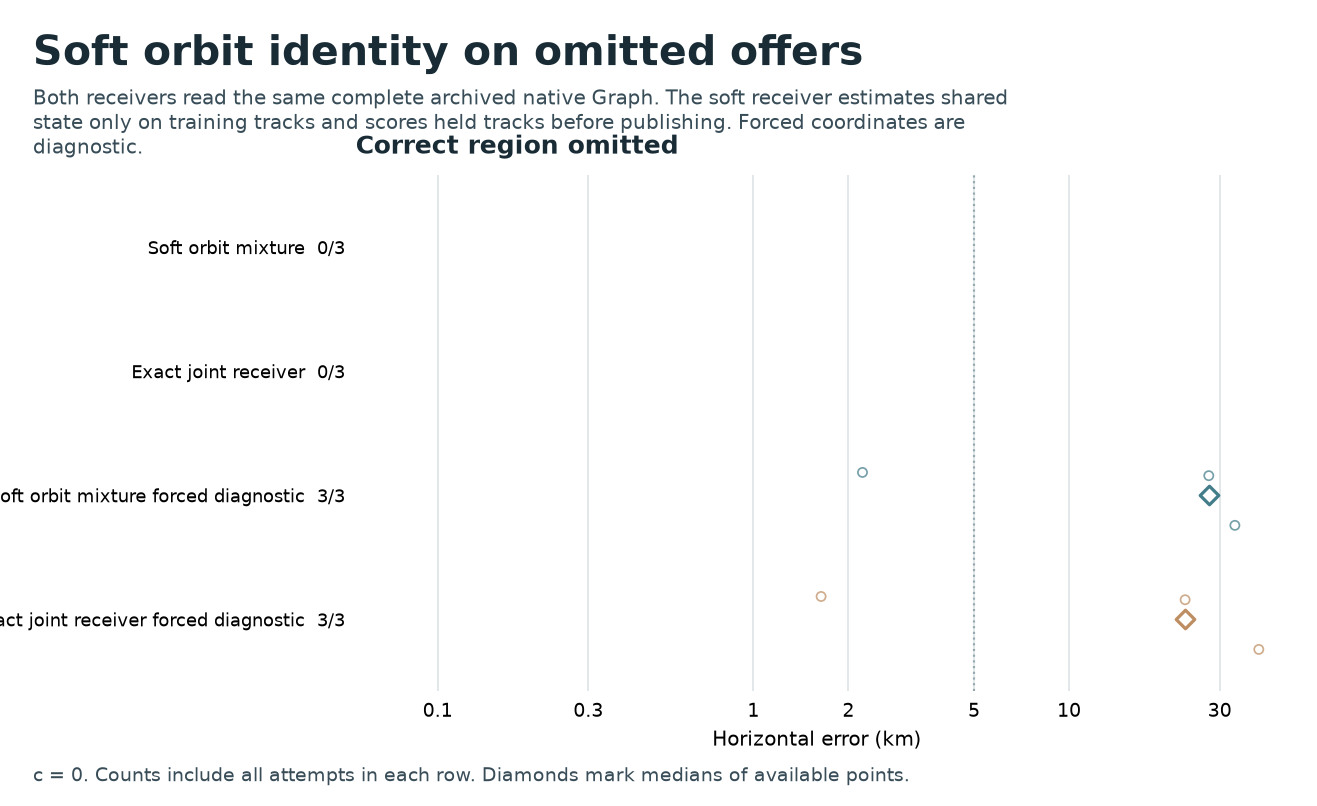 Soft orbit identity on omitted offers
Both receivers read the same complete archived native Graph. The soft receiver estimates shared
state only on training tracks and scores held tracks before publishing. Forced coordinates are
diagnostic.
Correct region omitted
Soft orbit mixture 0/3
Exact joint receiver 0/3
oft orbit mixture forced diagnostic 3/3
act joint receiver forced diagnostic 3/3
0.1 0.3 1 2 5 10 30
Horizontal error (km)
c = 0. Counts include all attempts in each row. Diamonds mark medians of available points.